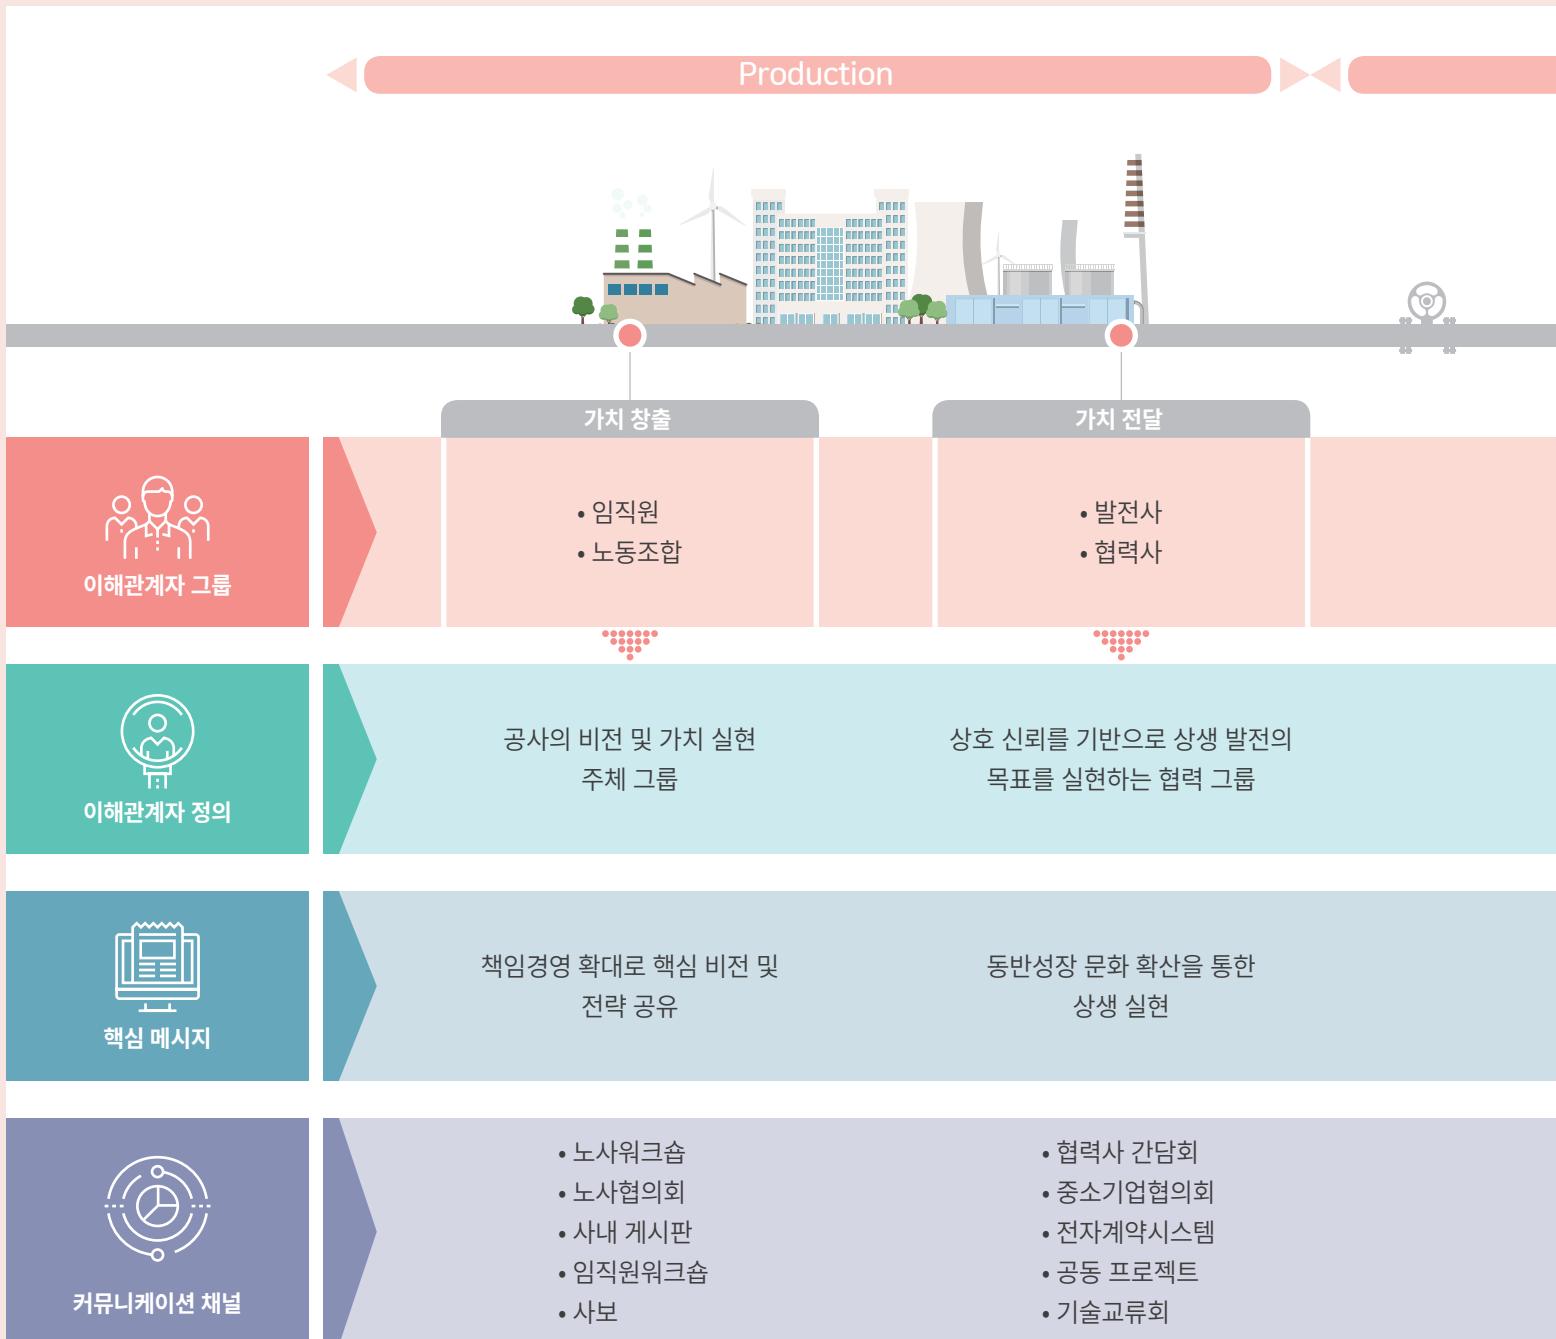 Production
가치 창출
가치 전달
이해관계자 그룹
• 임직원
• 노동조합
• 발전사
• 협력사
이해관계자 정의
공사의 비전 및 가치 실현
주체 그룹
상호 신뢰를 기반으로 상생 발전의
목표를 실현하는 협력 그룹
핵심 메시지
책임경영 확대로 핵심 비전 및
전략 공유
동반성장 문화 확산을 통한
상생 실현
커뮤니케이션 채널
• 노사워크숍
• 노사협의회
• 사내 게시판
• 임직원워크숍
• 사보
• 협력사 간담회
• 중소기업협의회
• 전자계약시스템
• 공동 프로젝트
• 기술교류회